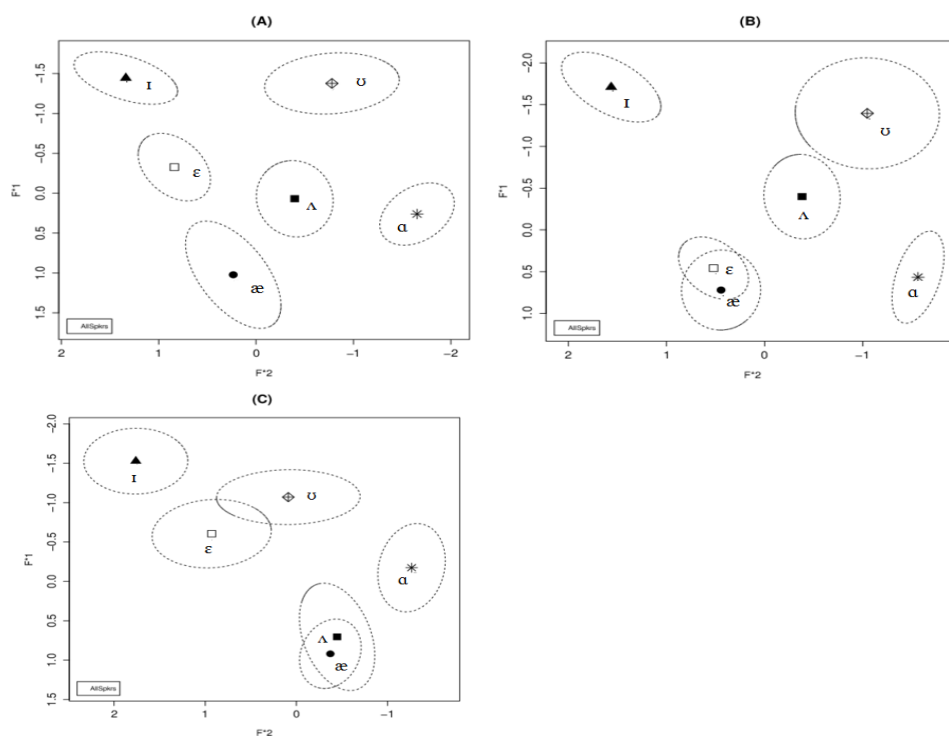 (A)
F*1
−1.5
−1.0
−0.5
0.0
0.5
1.0
1.5
ɪ
ʊ
ɛ
ʌ
ɑ
æ
AllSpkrs
2 1 0 −1 −2
F*2
(B)
F*1
−2.0
−1.5
−1.0
−0.5
0.0
0.5
1.0
ɪ
ʊ
ʌ
ɛ
ɑ
æ
AllSpkrs
2 1 0 −1
F*2
(C)
F*1
−2.0
−1.5
−1.0
−0.5
0.0
0.5
1.0
1.5
ɪ
ʊ
ɛ
ɑ
ʌ
æ
AllSpkrs
2 1 0 −1
F*2